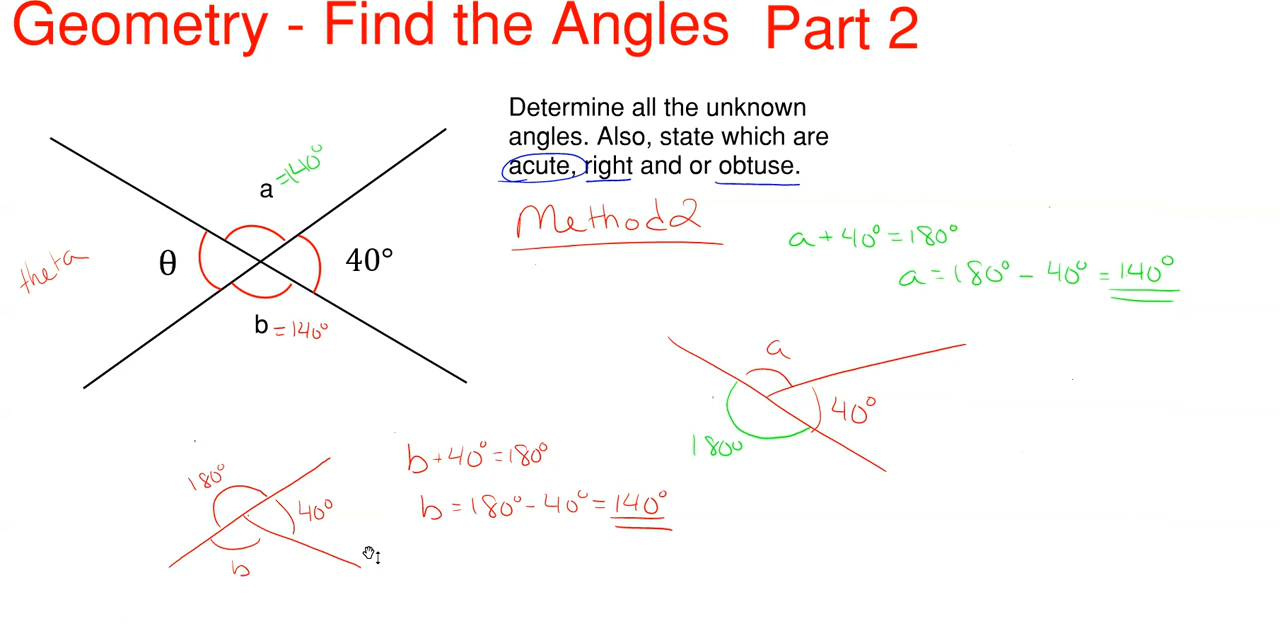 Geometry - Find the Angles Part 2
Determine all the unknown
angles. Also, state which are
acute, right and or obtuse.
a =140°
theta
θ
40°
b = 140°
Method 2
a + 40° = 180°
a = 180° - 40° = 140°
a
40°
180°
180°
40°
b
b + 40° = 180°
b = 180° - 40° = 140°